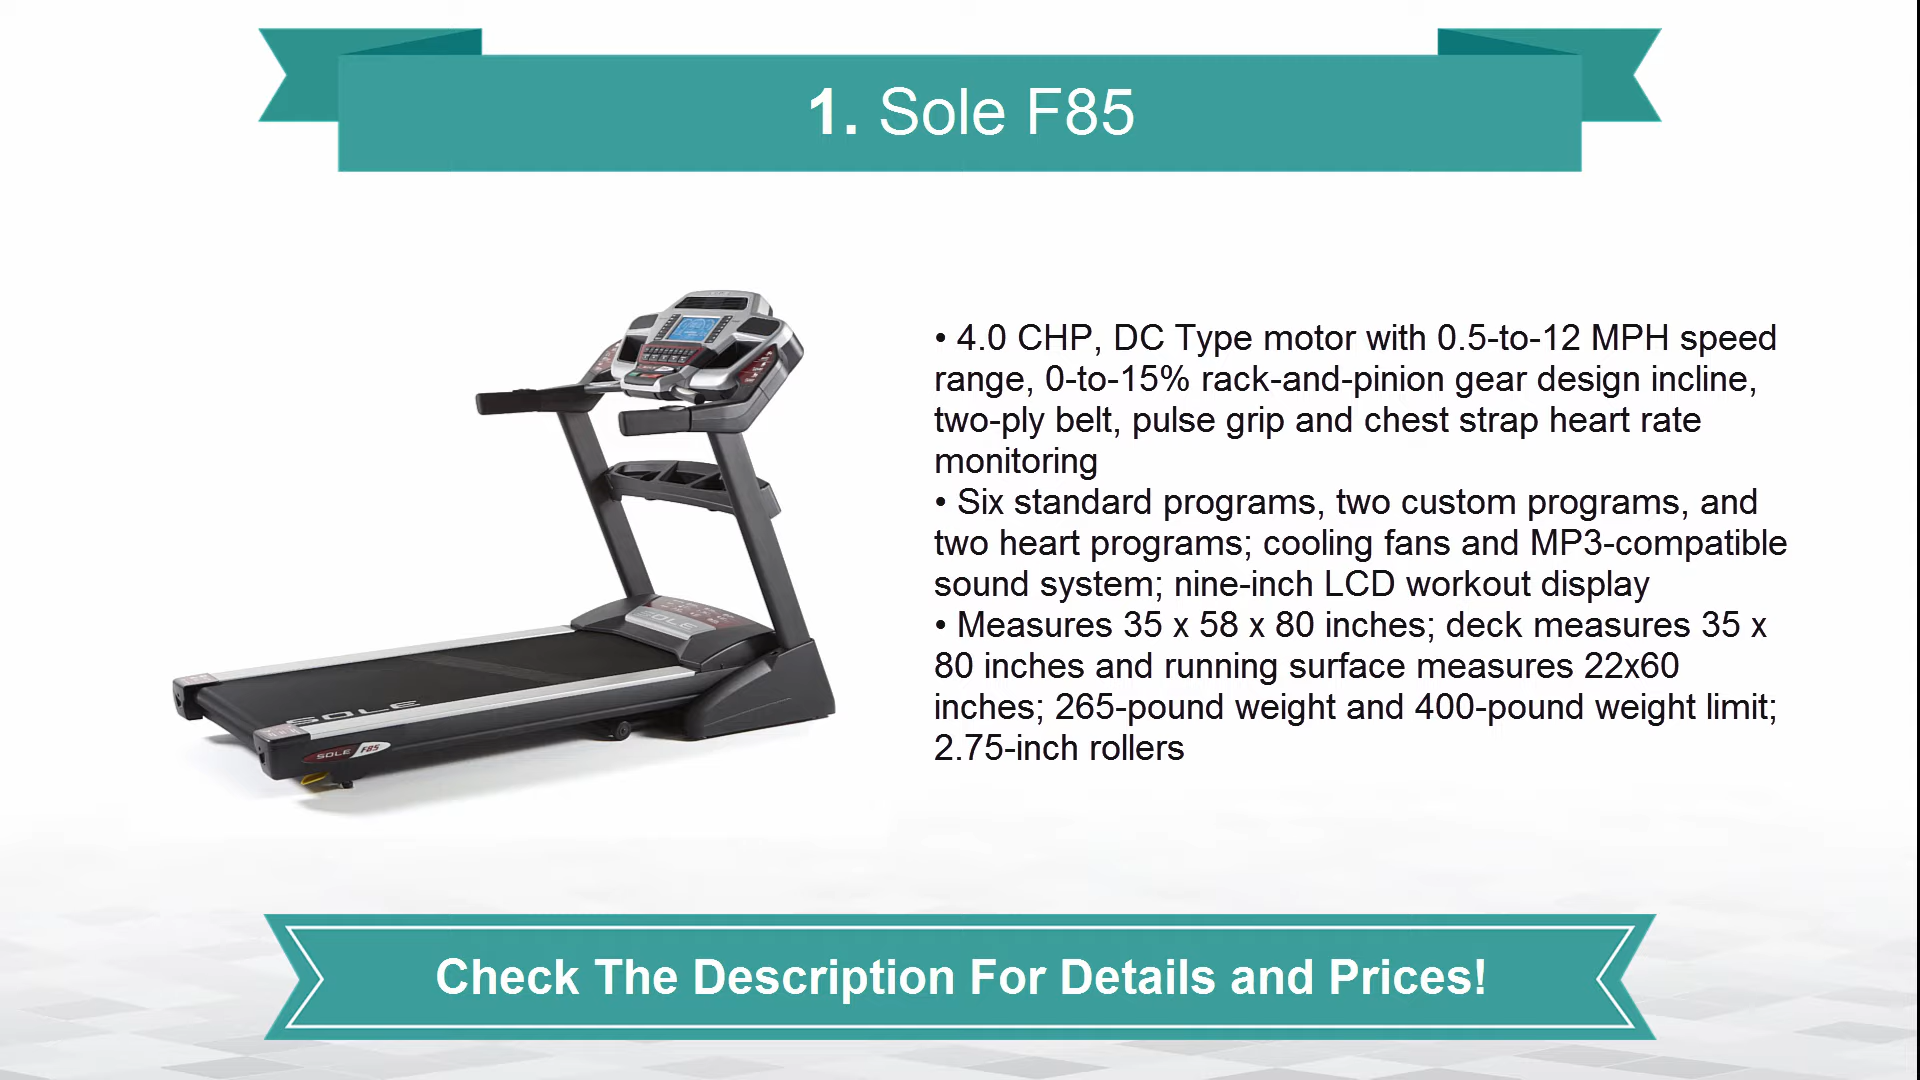 1. Sole F85
• 4.0 CHP, DC Type motor with 0.5-to-12 MPH speed
range, 0-to-15% rack-and-pinion gear design incline,
two-ply belt, pulse grip and chest strap heart rate
monitoring
• Six standard programs, two custom programs, and
two heart programs; cooling fans and MP3-compatible
sound system; nine-inch LCD workout display
• Measures 35 x 58 x 80 inches; deck measures 35 x
80 inches and running surface measures 22x60
inches; 265-pound weight and 400-pound weight limit;
2.75-inch rollers
SOLE
SOLE
SOLE F85
Check The Description For Details and Prices!